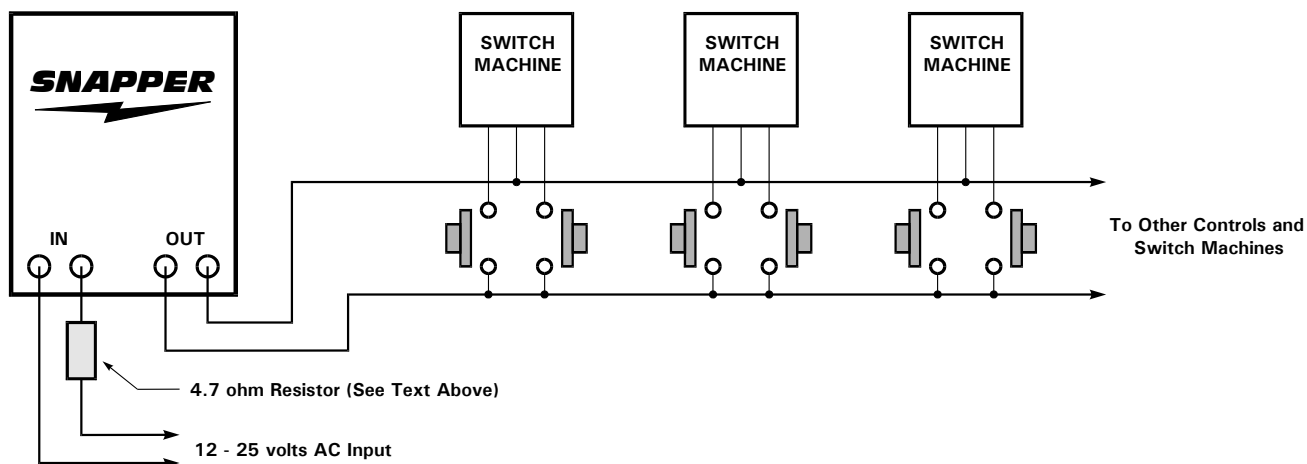 SNAPPER
IN
OUT
SWITCH
MACHINE
SWITCH
MACHINE
SWITCH
MACHINE
To Other Controls and
Switch Machines
4.7 ohm Resistor (See Text Above)
12 - 25 volts AC Input